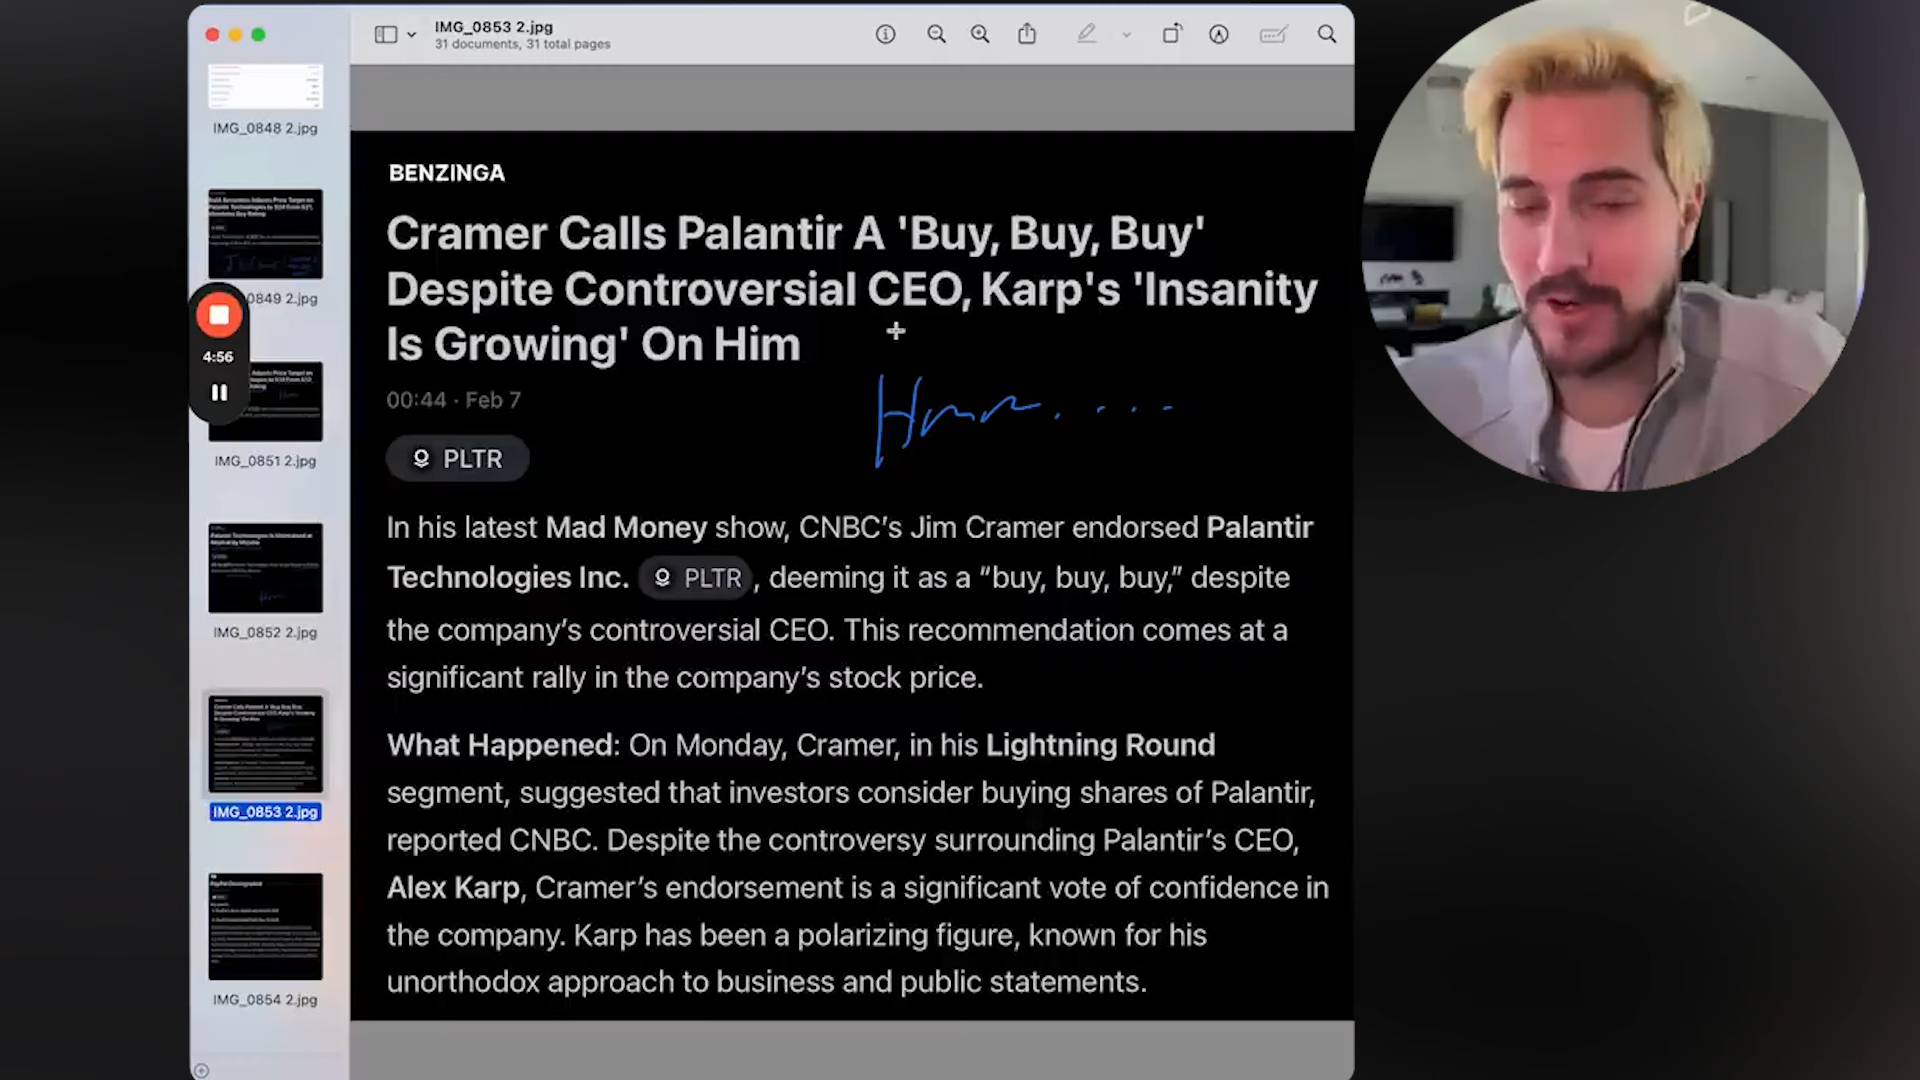 IMG_0853 2.jpg
31 documents, 31 total pages
IMG_0848 2.jpg
0849 2.jpg
4:56
IMG_0851 2.jpg
IMG_0852 2.jpg
IMG_0853 2.jpg
IMG_0854 2.jpg
BENZINGA
Cramer Calls Palantir A 'Buy, Buy, Buy'
Despite Controversial CEO, Karp's 'Insanity
Is Growing' On Him
00:44 · Feb 7
Hmm.....
PLTR
In his latest Mad Money show, CNBC’s Jim Cramer endorsed Palantir
Technologies Inc. PLTR, deeming it as a “buy, buy, buy,” despite
the company’s controversial CEO. This recommendation comes at a
significant rally in the company’s stock price.
What Happened: On Monday, Cramer, in his Lightning Round
segment, suggested that investors consider buying shares of Palantir,
reported CNBC. Despite the controversy surrounding Palantir’s CEO,
Alex Karp, Cramer’s endorsement is a significant vote of confidence in
the company. Karp has been a polarizing figure, known for his
unorthodox approach to business and public statements.